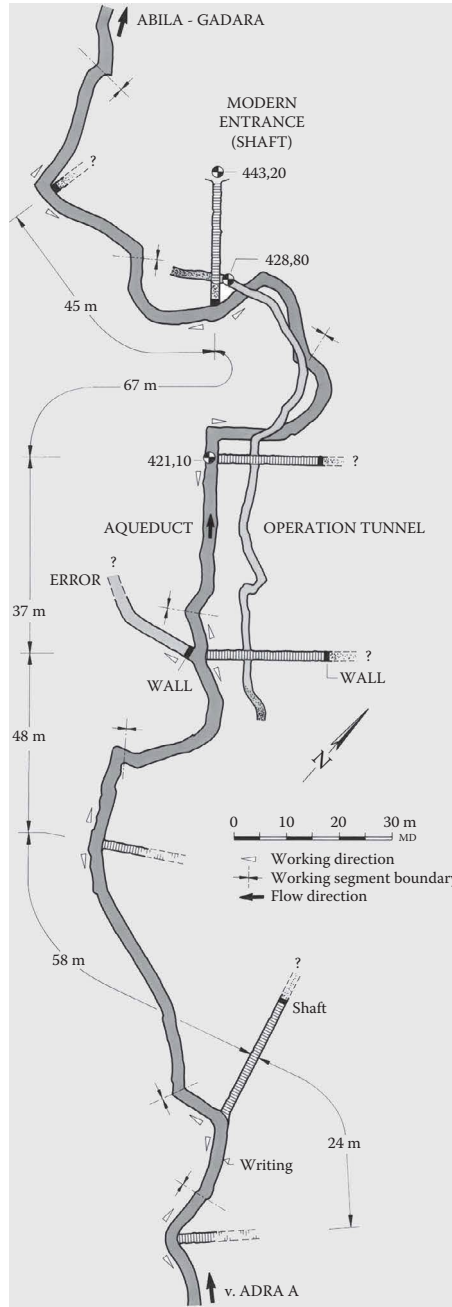 ABILA - GADARA
MODERN
ENTRANCE
(SHAFT)
?
443,20
428,80
45 m
67 m
421,10
?
AQUEDUCT
OPERATION TUNNEL
?
ERROR
37 m
?
WALL
WALL
48 m
N
0 10 20 30 m
MD
Working direction
Working segment boundary
Flow direction
58 m
?
Shaft
24 m
Writing
v. ADRA A